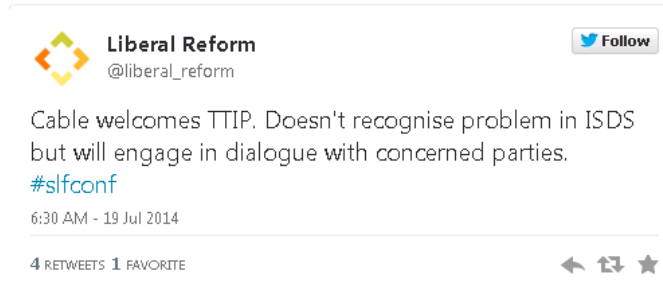 Liberal Reform
@liberal_reform
Follow
Cable welcomes TTIP. Doesn't recognise problem in ISDS
but will engage in dialogue with concerned parties.
#slfconf
6:30 AM - 19 Jul 2014
4 RETWEETS 1 FAVORITE